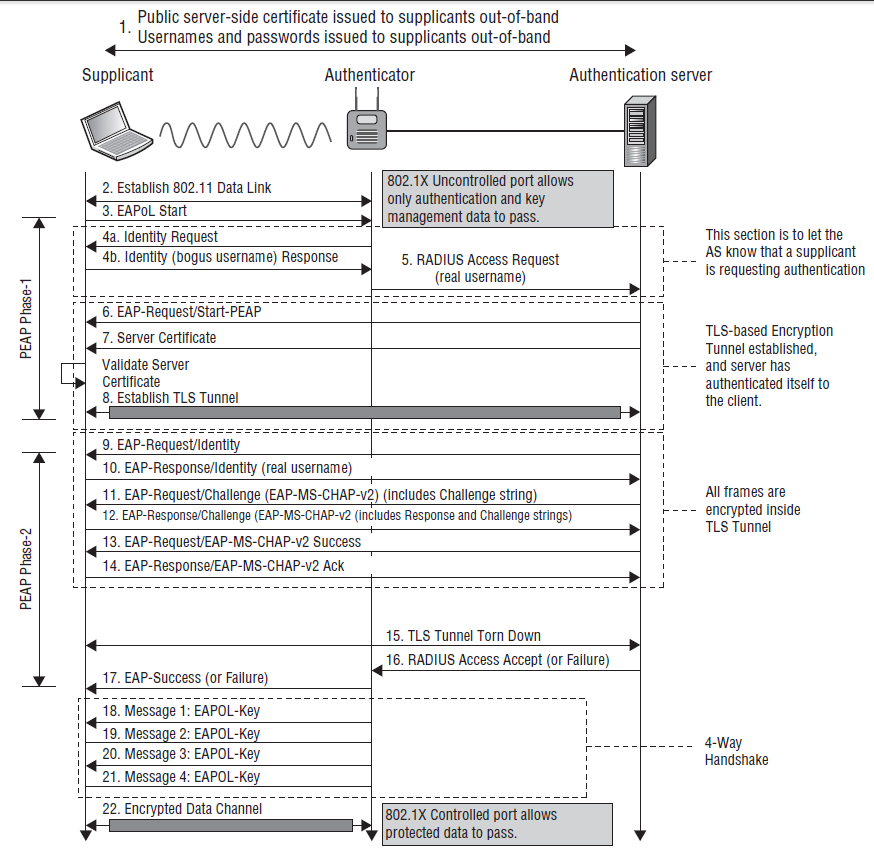 1. Public server-side certificate issued to supplicants out-of-band
Usernames and passwords issued to supplicants out-of-band
Supplicant
Authenticator
Authentication server
802.1X Uncontrolled port allows
only authentication and key
management data to pass.
2. Establish 802.11 Data Link
3. EAPoL Start
PEAP Phase-1
4a. Identity Request
4b. Identity (bogus username) Response
5. RADIUS Access Request
(real username)
This section is to let the
AS know that a supplicant
is requesting authentication
6. EAP-Request/Start-PEAP
7. Server Certificate
Validate Server
Certificate
8. Establish TLS Tunnel
TLS-based Encryption
Tunnel established,
and server has
authenticated itself to
the client.
PEAP Phase-2
9. EAP-Request/Identity
10. EAP-Response/Identity (real username)
11. EAP-Request/Challenge (EAP-MS-CHAP-v2) (includes Challenge string)
12. EAP-Response/Challenge (EAP-MS-CHAP-v2 (includes Response and Challenge strings)
13. EAP-Request/EAP-MS-CHAP-v2 Success
14. EAP-Response/EAP-MS-CHAP-v2 Ack
All frames are
encrypted inside
TLS Tunnel
15. TLS Tunnel Torn Down
16. RADIUS Access Accept (or Failure)
17. EAP-Success (or Failure)
18. Message 1: EAPOL-Key
19. Message 2: EAPOL-Key
20. Message 3: EAPOL-Key
21. Message 4: EAPOL-Key
4-Way
Handshake
22. Encrypted Data Channel
802.1X Controlled port allows
protected data to pass.